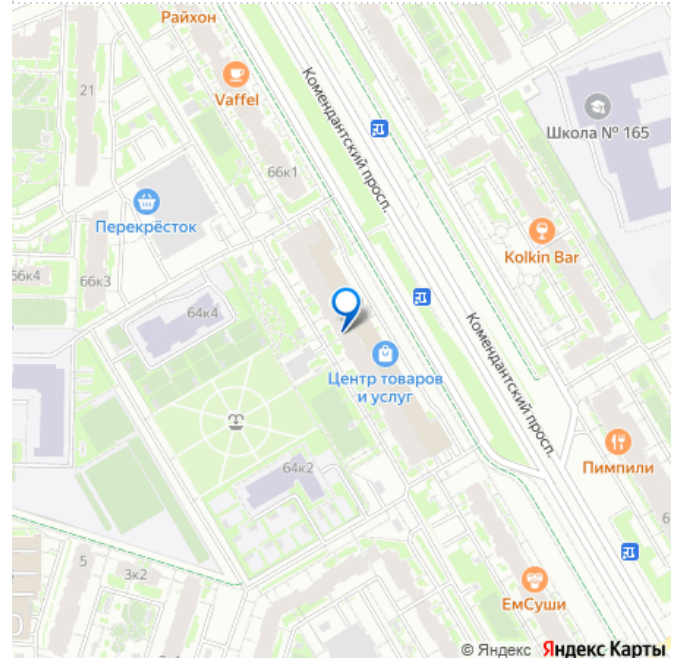 Райхон
Vaffel
21
Комендантский просп.
Школа № 165
66к1
Перекрёсток
Kolkin Bar
66к3
64к4
Комендантский просп.
Центр товаров
и услуг
Пимпили
64к2
5
3к2
ЕмСуши
© Яндекс Яндекс Карты